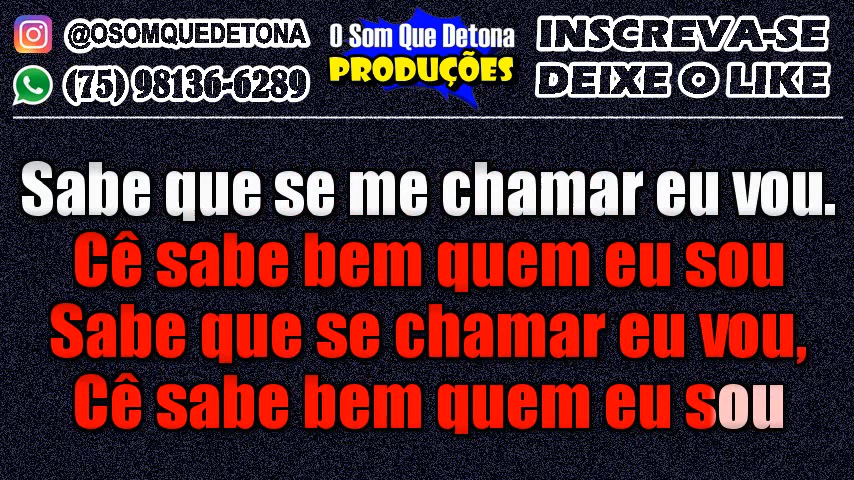 @OSOMQUEDETONA
(75) 98136-6289
O Som Que Detona
PRODUÇÕES
INSCREVA-SE
DEIXE O LIKE
Sabe que se me chamar eu vou.
Cê sabe bem quem eu sou
Sabe que se chamar eu vou,
Cê sabe bem quem eu sou